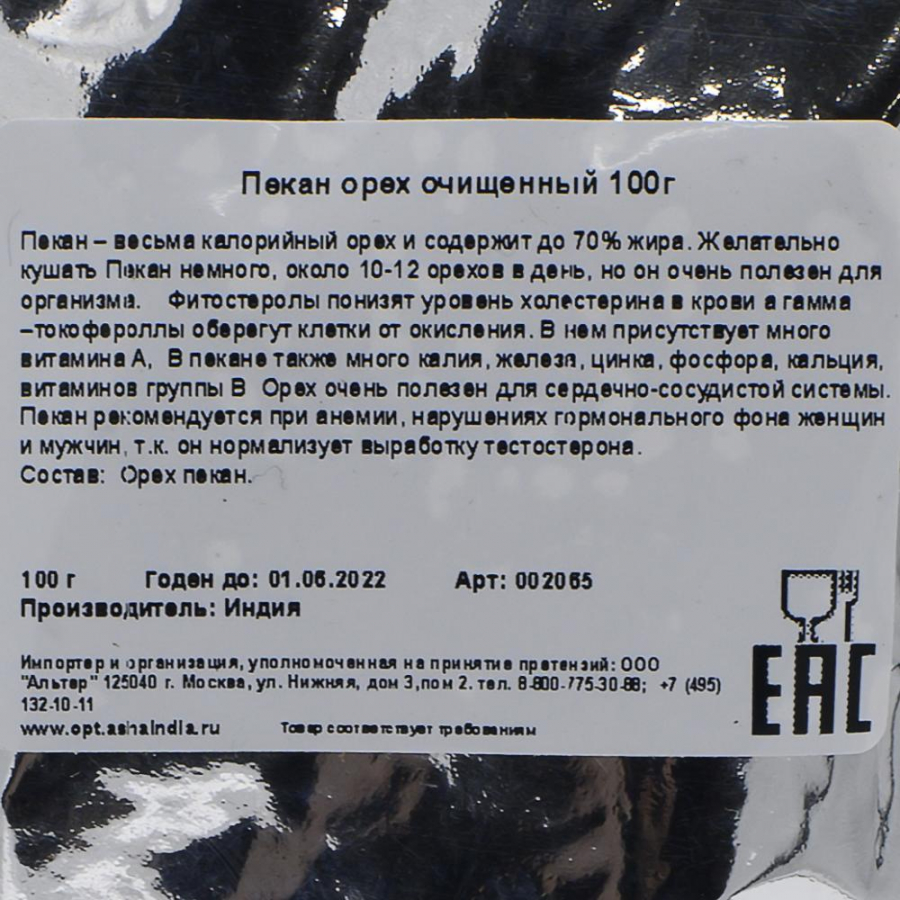 Пекан орех очищенный 100г
Пекан – весьма калорийный орех и содержит до 70% жира. Желательно
кушать Пекан немного, около 10-12 орехов в день, но он очень полезен для
организма. Фитостеролы понизят уровень холестерина в крови а гамма
–токофероллы оберегут клетки от окисления. В нем присутствует много
витамина А, В пекане также много калия, железа, цинка, фосфора, кальция,
витаминов группы В Орех очень полезен для сердечно-сосудистой системы.
Пекан рекомендуется при анемии, нарушениях гормонального фона женщин
и мужчин, т.к. он нормализует выработку тестостерона.
Состав: Орех пекан.
100 г Годен до: 01.06.2022 Арт: 002065
Производитель: Индия
Импортер и организация, уполномоченная на принятие претензий: ООО
"Альтер" 125040 г. Москва, ул. Нижняя, дом 3, пом 2. тел. 8-800-775-30-88; +7 (495)
132-10-11
www.opt.ashaindia.ru Товар соответствует требованиям
EAC